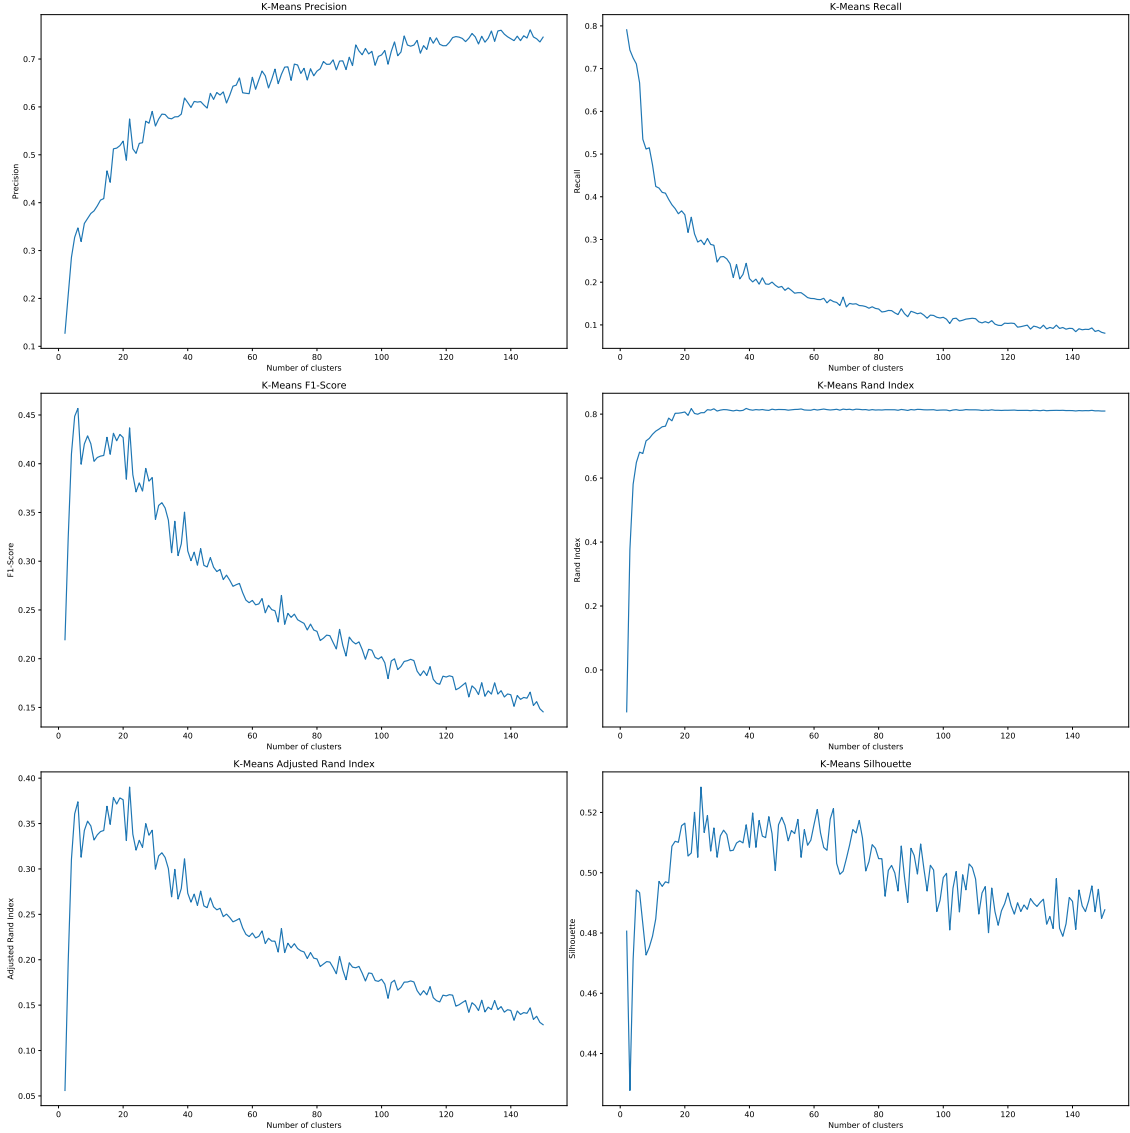 K-Means Precision
Precision
0.7
0.6
0.5
0.4
0.3
0.2
0.1
0 20 40 60 80 100 120 140
Number of clusters
K-Means Recall
Recall
0.8
0.7
0.6
0.5
0.4
0.3
0.2
0.1
0 20 40 60 80 100 120 140
Number of clusters
K-Means F1-Score
F1-Score
0.45
0.40
0.35
0.30
0.25
0.20
0.15
0 20 40 60 80 100 120 140
Number of clusters
K-Means Rand Index
Rand Index
0.8
0.6
0.4
0.2
0.0
0 20 40 60 80 100 120 140
Number of clusters
K-Means Adjusted Rand Index
Adjusted Rand Index
0.40
0.35
0.30
0.25
0.20
0.15
0.10
0.05
0 20 40 60 80 100 120 140
Number of clusters
K-Means Silhouette
Silhouette
0.52
0.50
0.48
0.46
0.44
0 20 40 60 80 100 120 140
Number of clusters